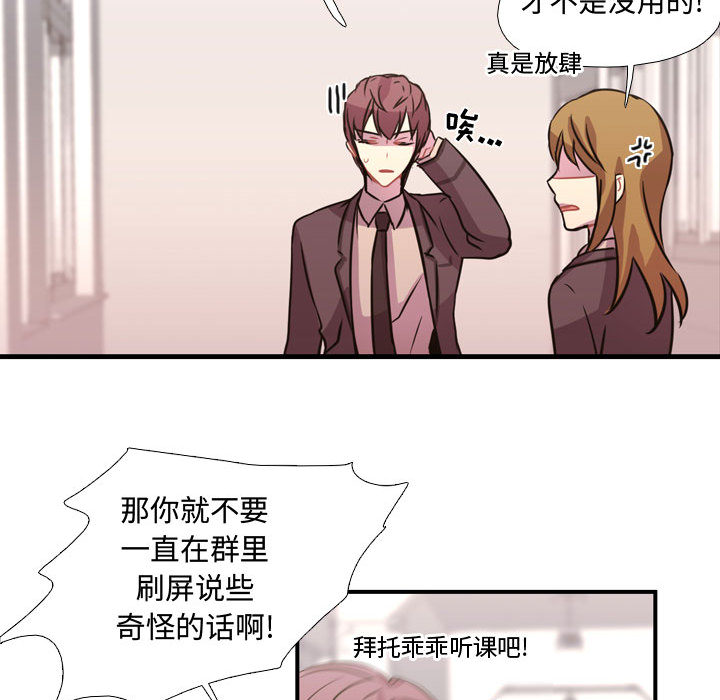 才不是没用的!
真是放肆
唉...
那你就不要
一直在群里
刷屏说些
奇怪的话啊!
拜托乖乖听课吧!